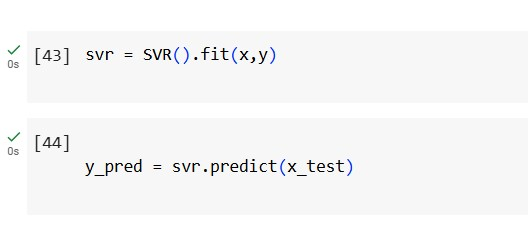 [43] svr = SVR().fit(x,y)
0s
[44]
0s
y_pred = svr.predict(x_test)